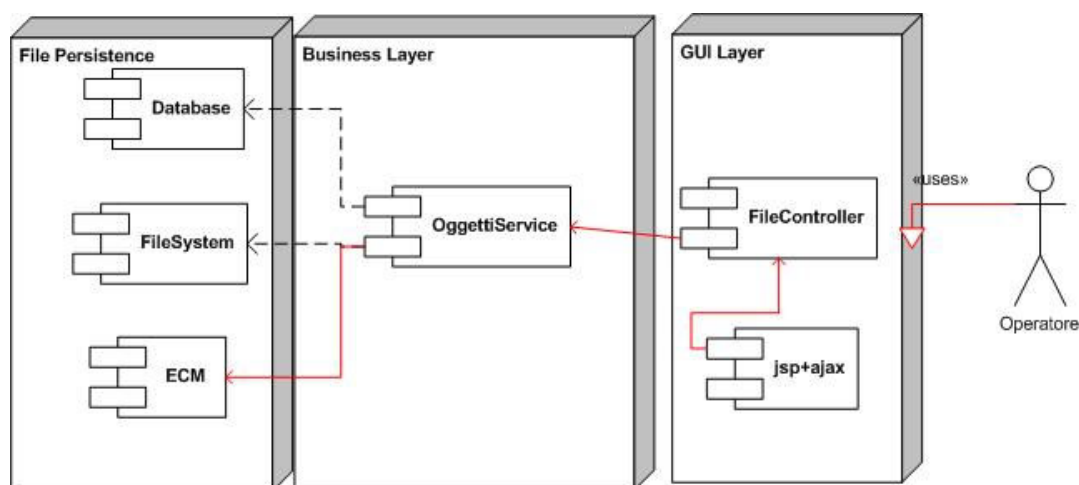 File Persistence
Database
FileSystem
ECM
Business Layer
OggettiService
GUI Layer
FileController
jsp+ajax
«uses»
Operatore